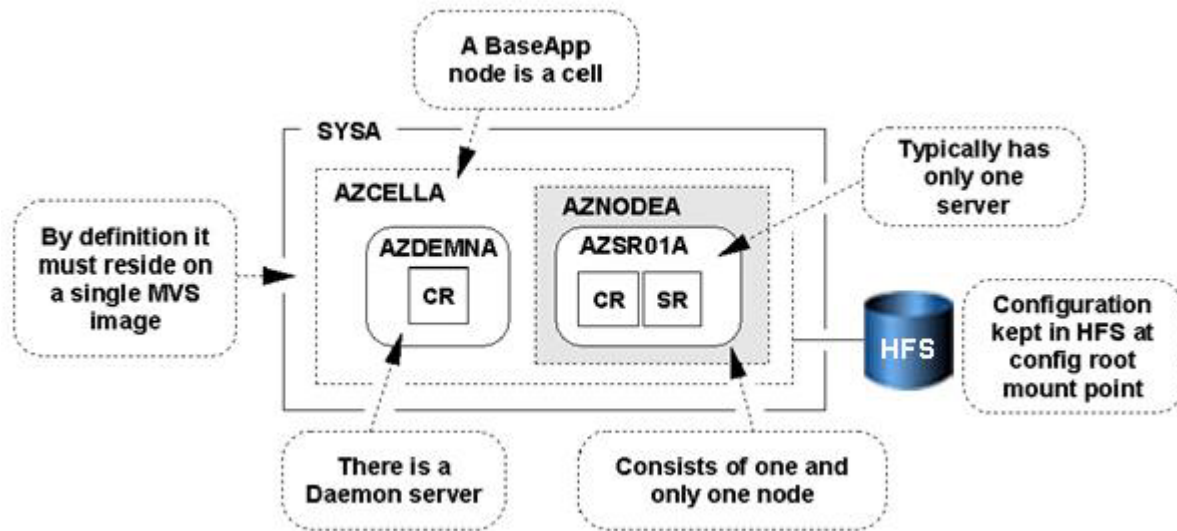 A BaseApp
node is a cell
SYSA
Typically has
only one
server
AZCELLA
AZNODEA
By definition it
must reside on
a single MVS
image
AZDEMNA
AZSR01A
CR
CR
SR
HFS
Configuration
kept in HFS at
config root
mount point
There is a
Daemon server
Consists of one and
only one node